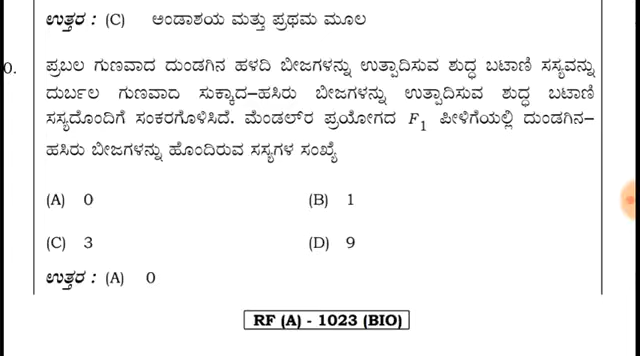 ಉತ್ತರ : (C) ಅಂಡಾಶಯ ಮತ್ತು ಪ್ರಥಮ ಮೂಲ
0. ಪ್ರಬಲ ಗುಣವಾದ ದುಂಡಗಿನ ಹಳದಿ ಬೀಜಗಳನ್ನು ಉತ್ಪಾದಿಸುವ ಶುದ್ಧ ಬಟಾಣಿ ಸಸ್ಯವನ್ನು
ದುರ್ಬಲ ಗುಣವಾದ ಸುಕ್ಕಾದ–ಹಸಿರು ಬೀಜಗಳನ್ನು ಉತ್ಪಾದಿಸುವ ಶುದ್ಧ ಬಟಾಣಿ
ಸಸ್ಯದೊಂದಿಗೆ ಸಂಕರಗೊಳಿಸಿದೆ. ಮೆಂಡಲ್‌ರ ಪ್ರಯೋಗದ F₁ ಪೀಳಿಗೆಯಲ್ಲಿ ದುಂಡಗಿನ–
ಹಸಿರು ಬೀಜಗಳನ್ನು ಹೊಂದಿರುವ ಸಸ್ಯಗಳ ಸಂಖ್ಯೆ
(A) 0 (B) 1
(C) 3 (D) 9
ಉತ್ತರ : (A) 0
RF (A) - 1023 (BIO)